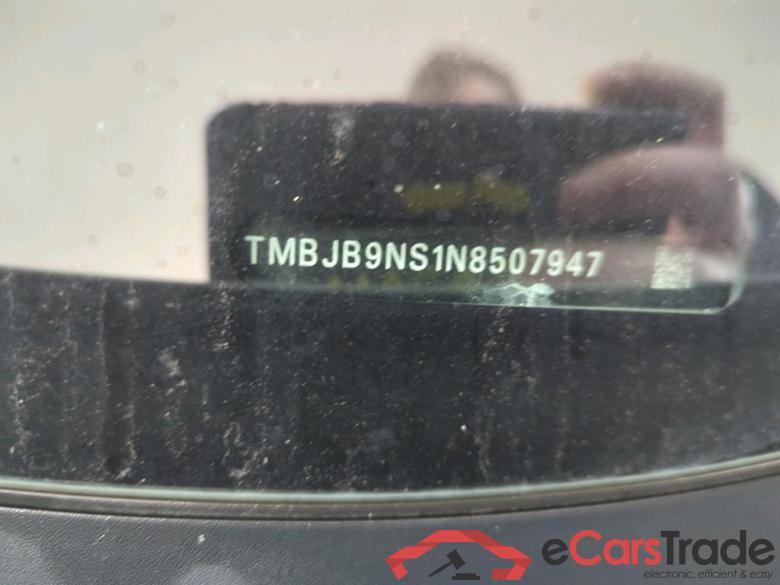 TMBJB9NS1N8507947
eCarsTrade
electronic, efficient & easy